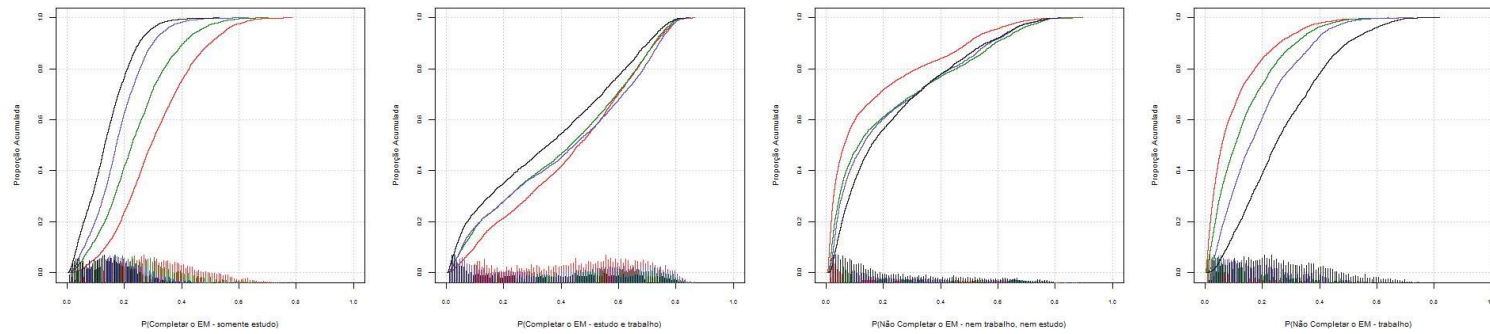 Proporção Acumulada
1.0
0.8
0.6
0.4
0.2
0.0
0.0 0.2 0.4 0.6 0.8 1.0
P(Completar o EM - somente estudo)
Proporção Acumulada
1.0
0.8
0.6
0.4
0.2
0.0
0.0 0.2 0.4 0.6 0.8 1.0
P(Completar o EM - estudo e trabalho)
Proporção Acumulada
1.0
0.8
0.6
0.4
0.2
0.0
0.0 0.2 0.4 0.6 0.8 1.0
P(Não Completar o EM - nem trabalho, nem estudo)
Proporção Acumulada
1.0
0.8
0.6
0.4
0.2
0.0
0.0 0.2 0.4 0.6 0.8 1.0
P(Não Completar o EM - trabalho)